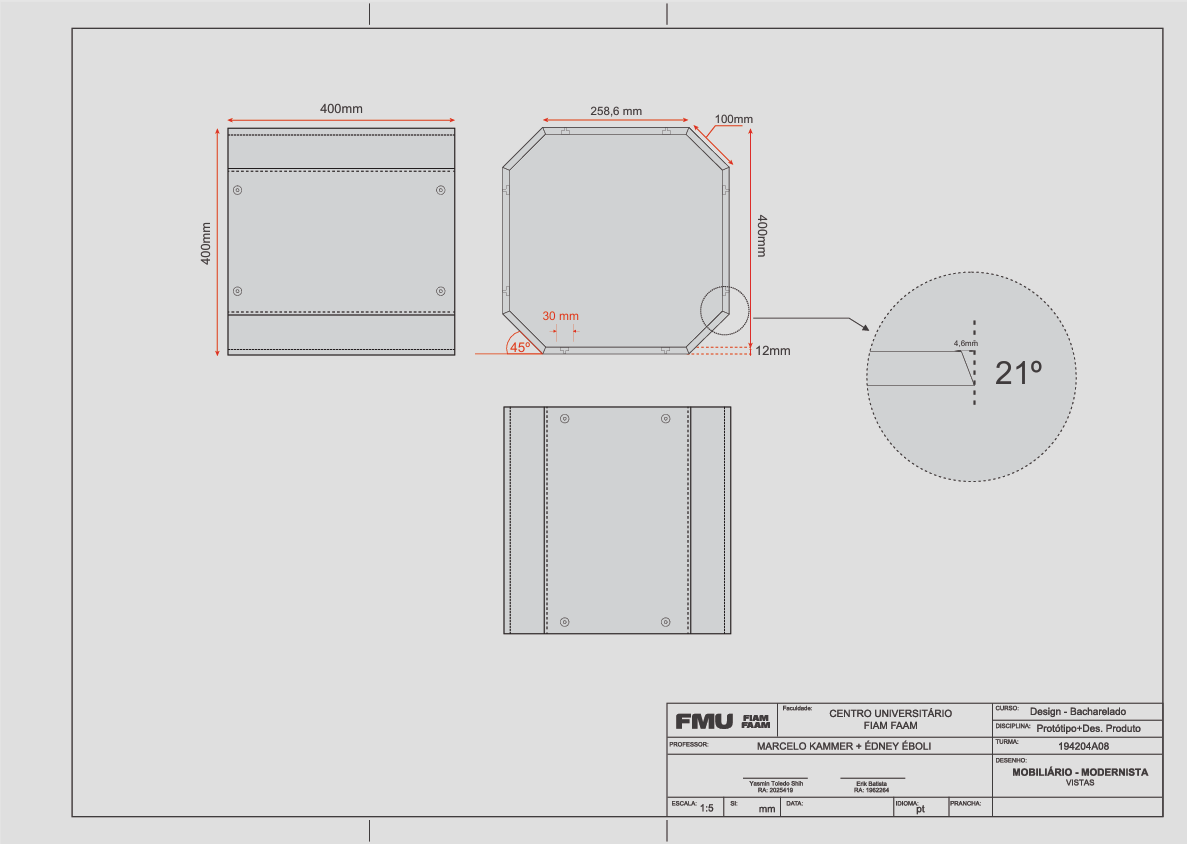 400mm
400mm
258,6 mm
100mm
400mm
30 mm
45º
12mm
4,6mm
21º
FMU FIAM
FAAM
Faculdade:
CENTRO UNIVERSITÁRIO
FIAM FAAM
CURSO: Design - Bacharelado
DISCIPLINA: Protótipo+Des. Produto
PROFESSOR: MARCELO KAMMER + ÉDNEY ÉBOLI
TURMA: 194204A08
DESENHO:
MOBILIÁRIO - MODERNISTA
VISTAS
Yasmin Toledo Shih
RA: 2025419
Erik Batista
RA: 1962264
ESCALA: 1:5
SI: mm
DATA:
IDIOMA: pt
PRANCHA: